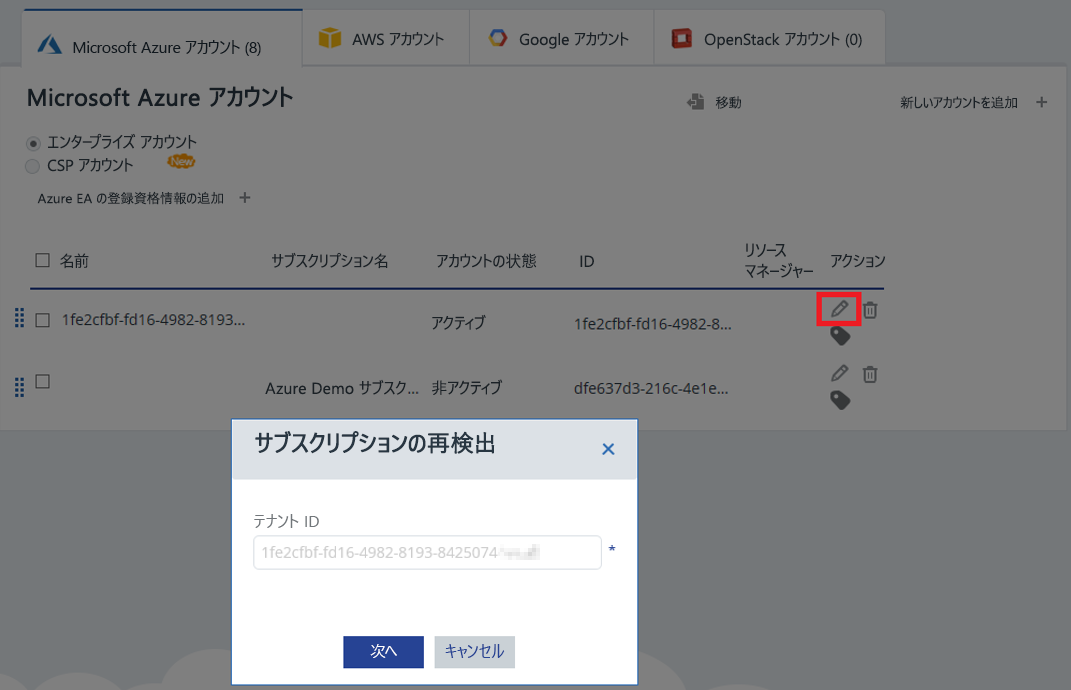 Microsoft Azure アカウント (8)
AWS アカウント
Google アカウント
OpenStack アカウント (0)
Microsoft Azure アカウント
移動
新しいアカウントを追加 +
エンタープライズ アカウント
CSP アカウント
New
Azure EA の登録資格情報の追加 +
名前
サブスクリプション名
アカウントの状態
ID
リソース
マネージャー
アクション
1fe2cfbf-fd16-4982-8193...
アクティブ
1fe2cfbf-fd16-4982-8...
Azure Demo サブスク...
非アクティブ
dfe637d3-216c-4e1e...
サブスクリプションの再検出
×
テナント ID
1fe2cfbf-fd16-4982-8193-8425074
*
次へ
キャンセル